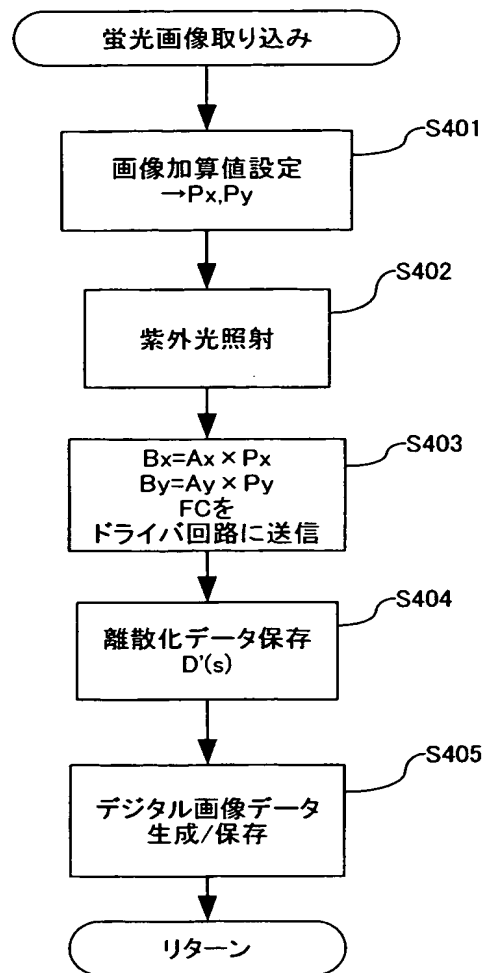 蛍光画像取り込み
S401
画像加算値設定
→Px,Py
S402
紫外光照射
S403
Bx=Ax × Px
By=Ay × Py
FCを
ドライバ回路に送信
S404
離散化データ保存
D'(s)
S405
デジタル画像データ
生成/保存
リターン